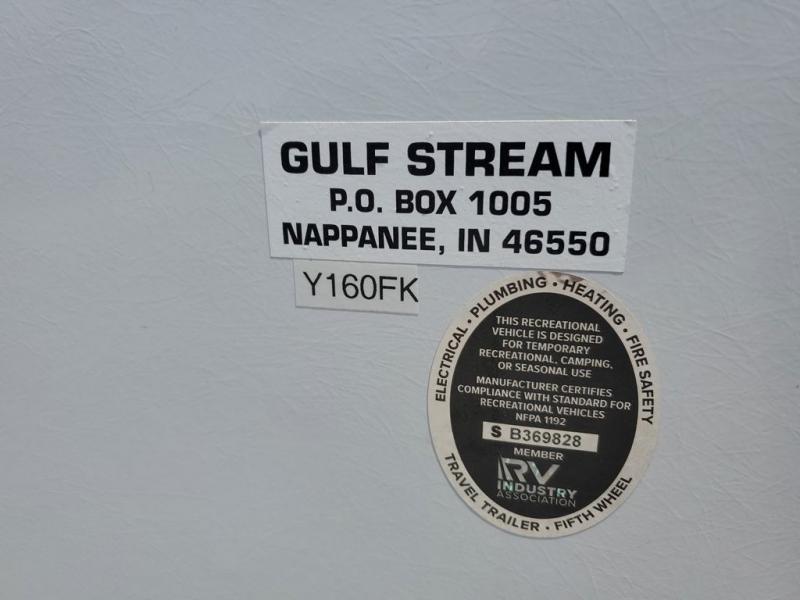 GULF STREAM
P.O. BOX 1005
NAPPANEE, IN 46550
Y160FK
ELECTRICAL • PLUMBING • HEATING • FIRE SAFETY
THIS RECREATIONAL
VEHICLE IS DESIGNED
FOR TEMPORARY
RECREATIONAL, CAMPING,
OR SEASONAL USE
MANUFACTURER CERTIFIES
COMPLIANCE WITH STANDARD FOR
RECREATIONAL VEHICLES
NFPA 1192
S B369828
MEMBER
RV
INDUSTRY
ASSOCIATION
TRAVEL TRAILER • FIFTH WHEEL